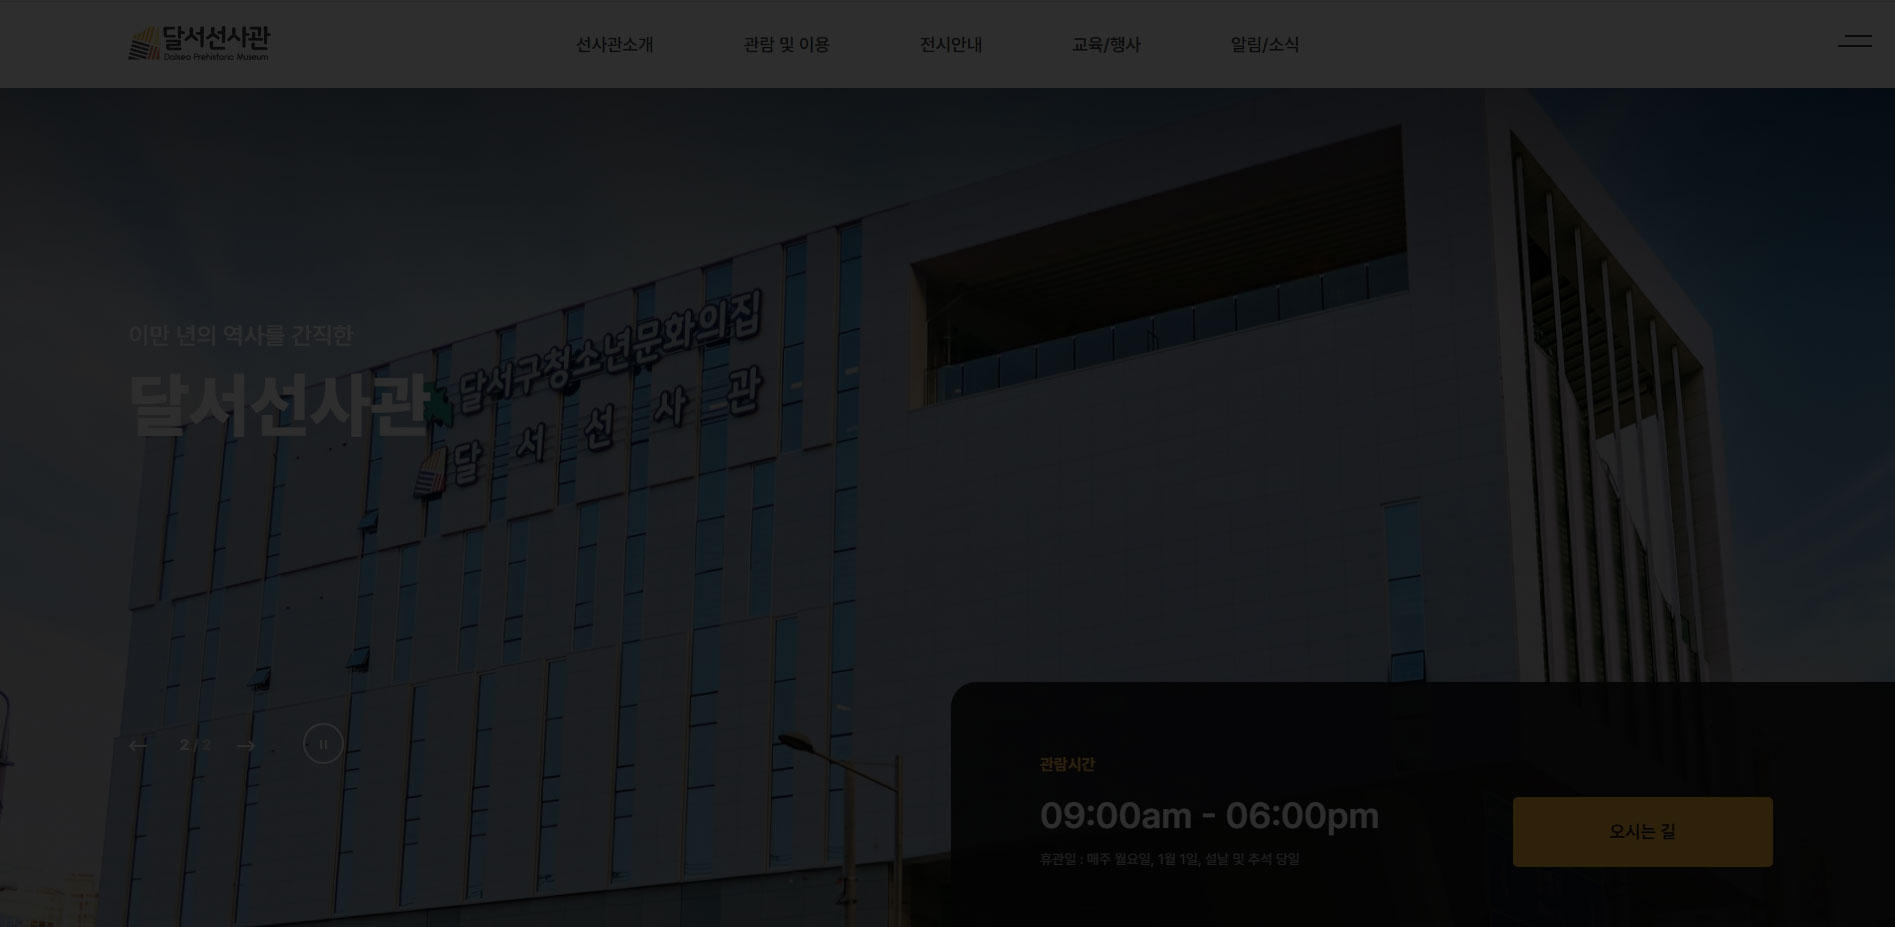 달서선사관
Dalseo Prehistoric Museum
선사관소개
관람 및 이용
전시안내
교육/행사
알림/소식
이만 년의 역사를 간직한
달서선사관
달서구청소년문화의집
달서선사관
2 / 2
관람시간
09:00am - 06:00pm
휴관일 : 매주 월요일, 1월 1일, 설날 및 추석 당일
오시는 길